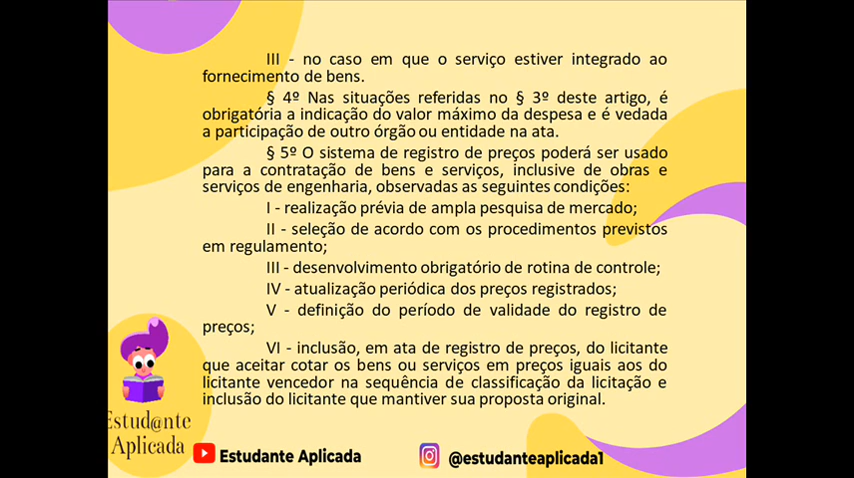 III - no caso em que o serviço estiver integrado ao
fornecimento de bens.
§ 4º Nas situações referidas no § 3º deste artigo, é
obrigatória a indicação do valor máximo da despesa e é vedada
a participação de outro órgão ou entidade na ata.
§ 5º O sistema de registro de preços poderá ser usado
para a contratação de bens e serviços, inclusive de obras e
serviços de engenharia, observadas as seguintes condições:
I - realização prévia de ampla pesquisa de mercado;
II - seleção de acordo com os procedimentos previstos
em regulamento;
III - desenvolvimento obrigatório de rotina de controle;
IV - atualização periódica dos preços registrados;
V - definição do período de validade do registro de
preços;
VI - inclusão, em ata de registro de preços, do licitante
que aceitar cotar os bens ou serviços em preços iguais aos do
licitante vencedor na sequência de classificação da licitação e
inclusão do licitante que mantiver sua proposta original.
Estud@nte
Aplicada
Estudante Aplicada
@estudanteaplicada1